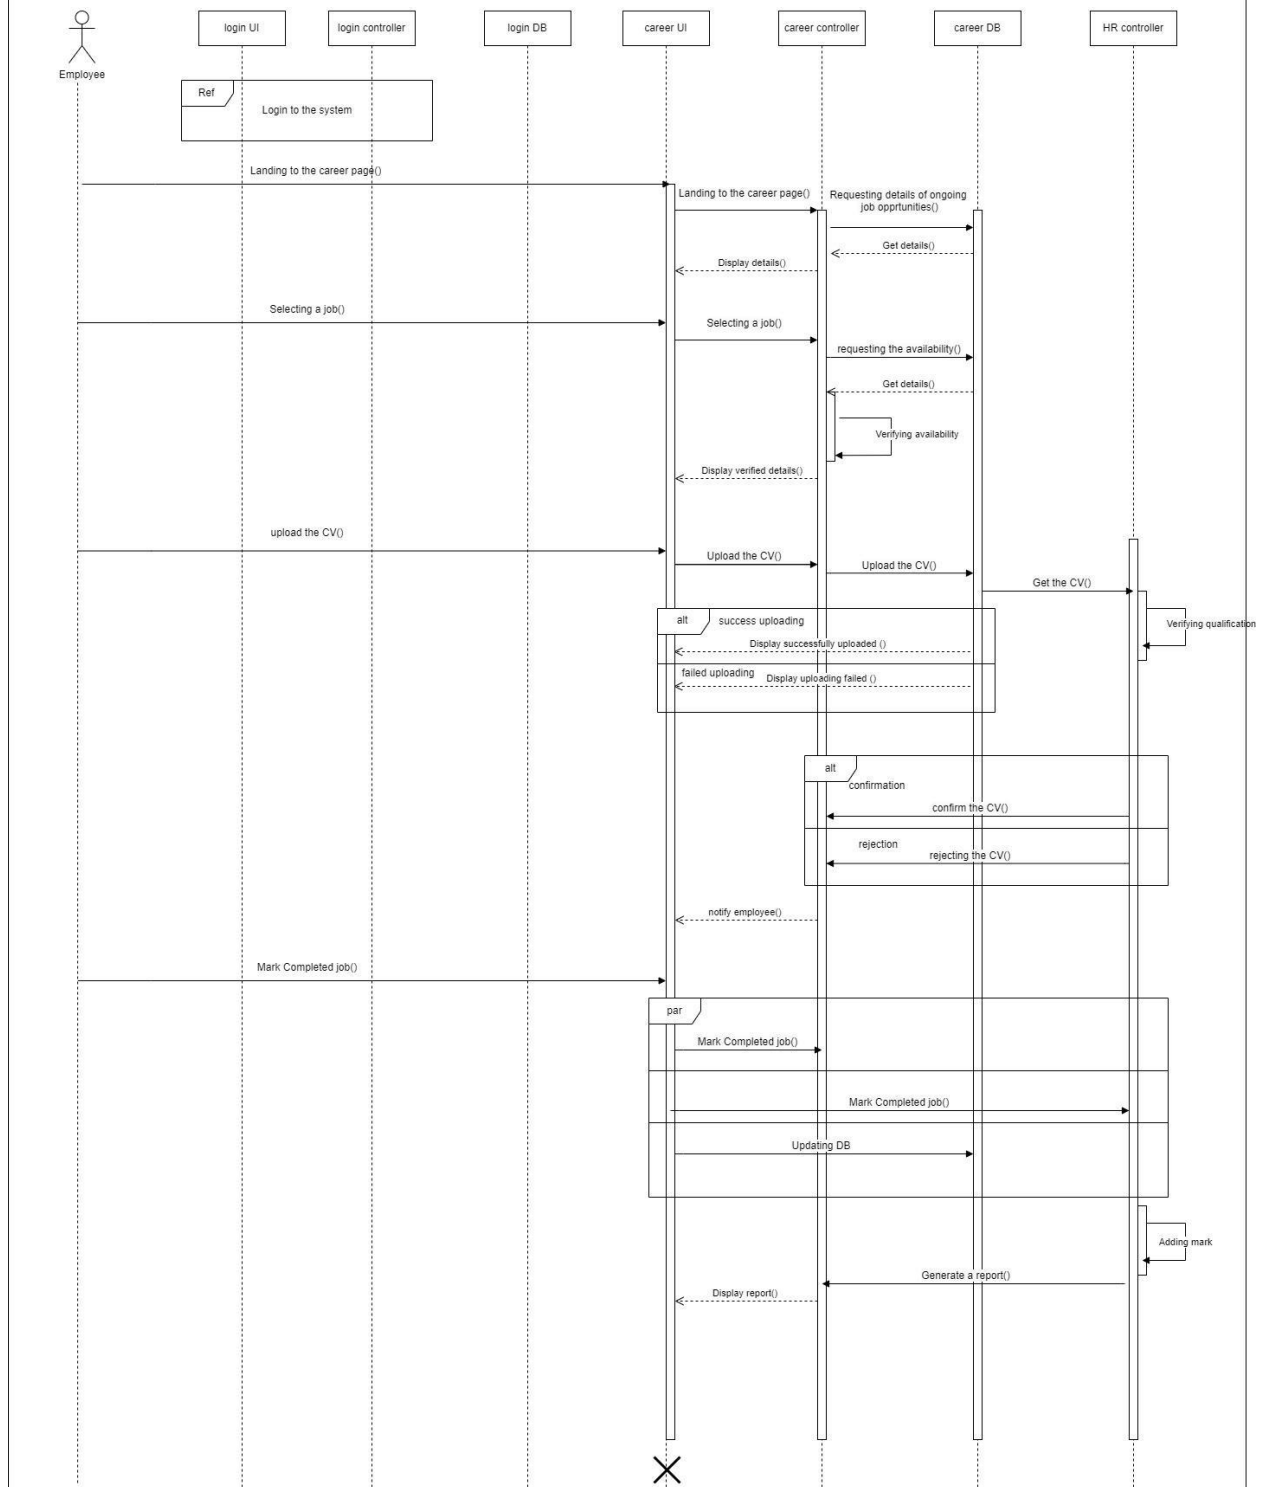 login UI
login controller
login DB
career UI
career controller
career DB
HR controller
Employee
Ref
Login to the system
Landing to the career page()
Landing to the career page()
Requesting details of ongoing
job opprtunities()
Get details()
Display details()
Selecting a job()
Selecting a job()
requesting the availability()
Get details()
Verifying availability
Display verified details()
upload the CV()
Upload the CV()
Upload the CV()
Get the CV()
alt
success uploading
Verifying qualification
Display successfully uploaded ()
failed uploading
Display uploading failed ()
alt
confirmation
confirm the CV()
rejection
rejecting the CV()
notify employee()
Mark Completed job()
par
Mark Completed job()
Mark Completed job()
Updating DB
Adding mark
Generate a report()
Display report()